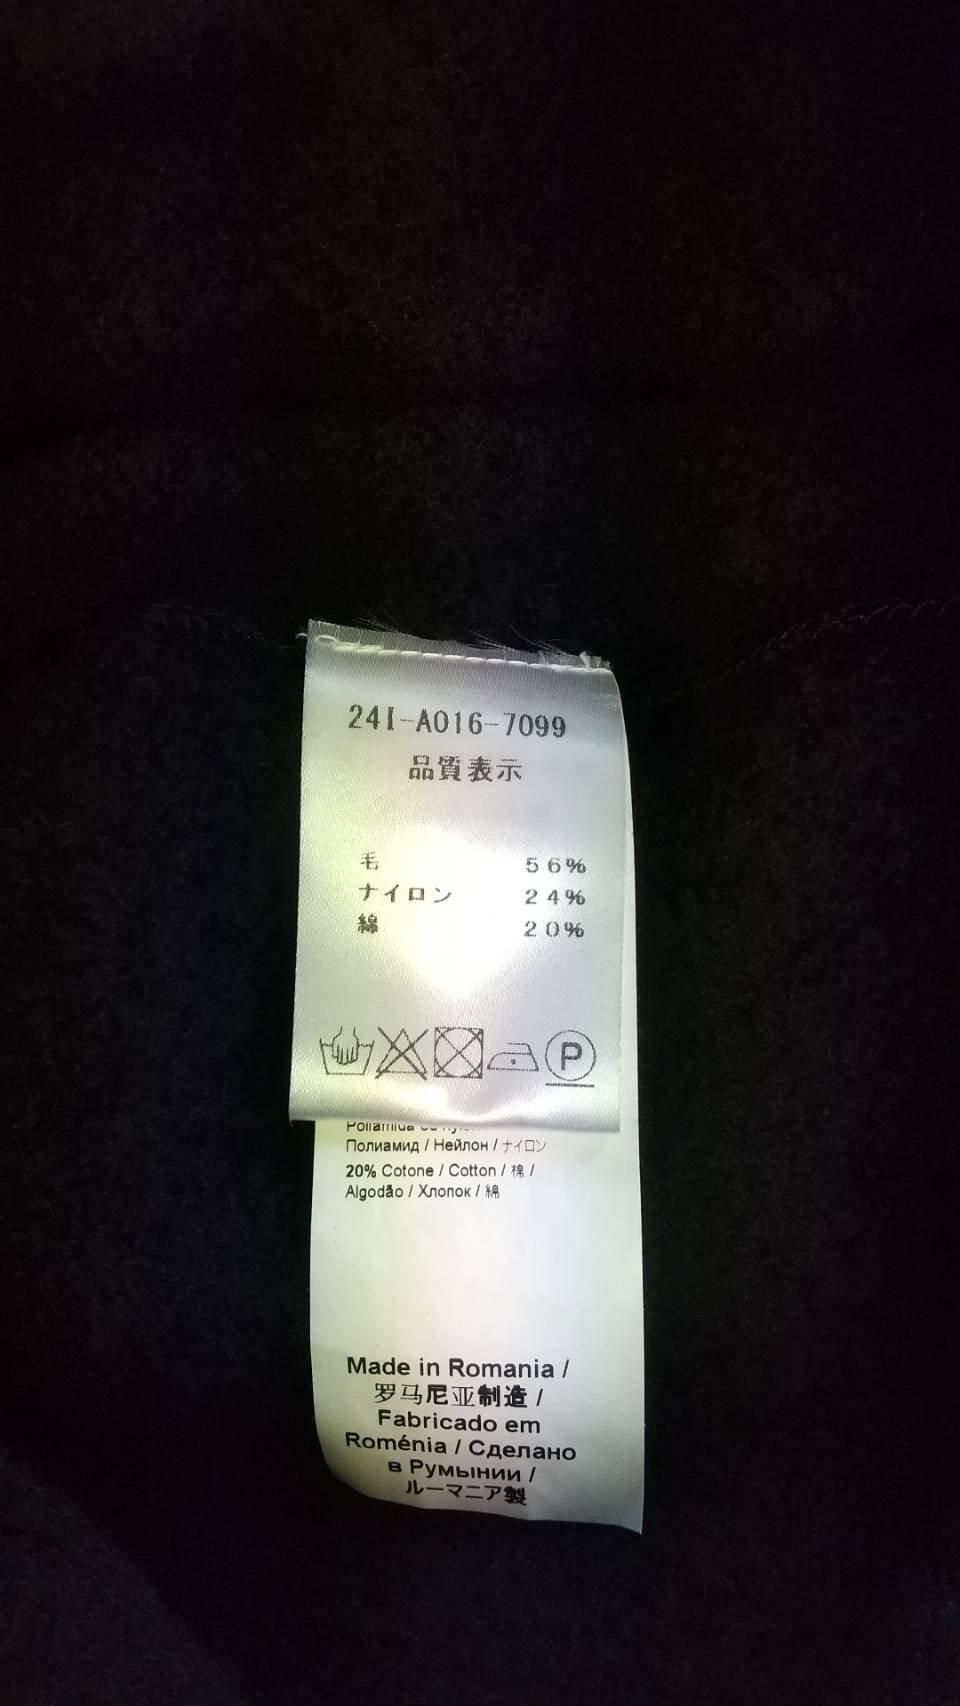 24I-A016-7099
品質表示
毛 56%
ナイロン 24%
綿 20%
P
Полиамид / Нейлон / ナイロン
20% Cotone / Cotton / 棉 /
Algodão / Хлопок / 綿
Made in Romania /
罗马尼亚制造 /
Fabricado em
Roménia / Сделано
в Румынии /
ルーマニア製